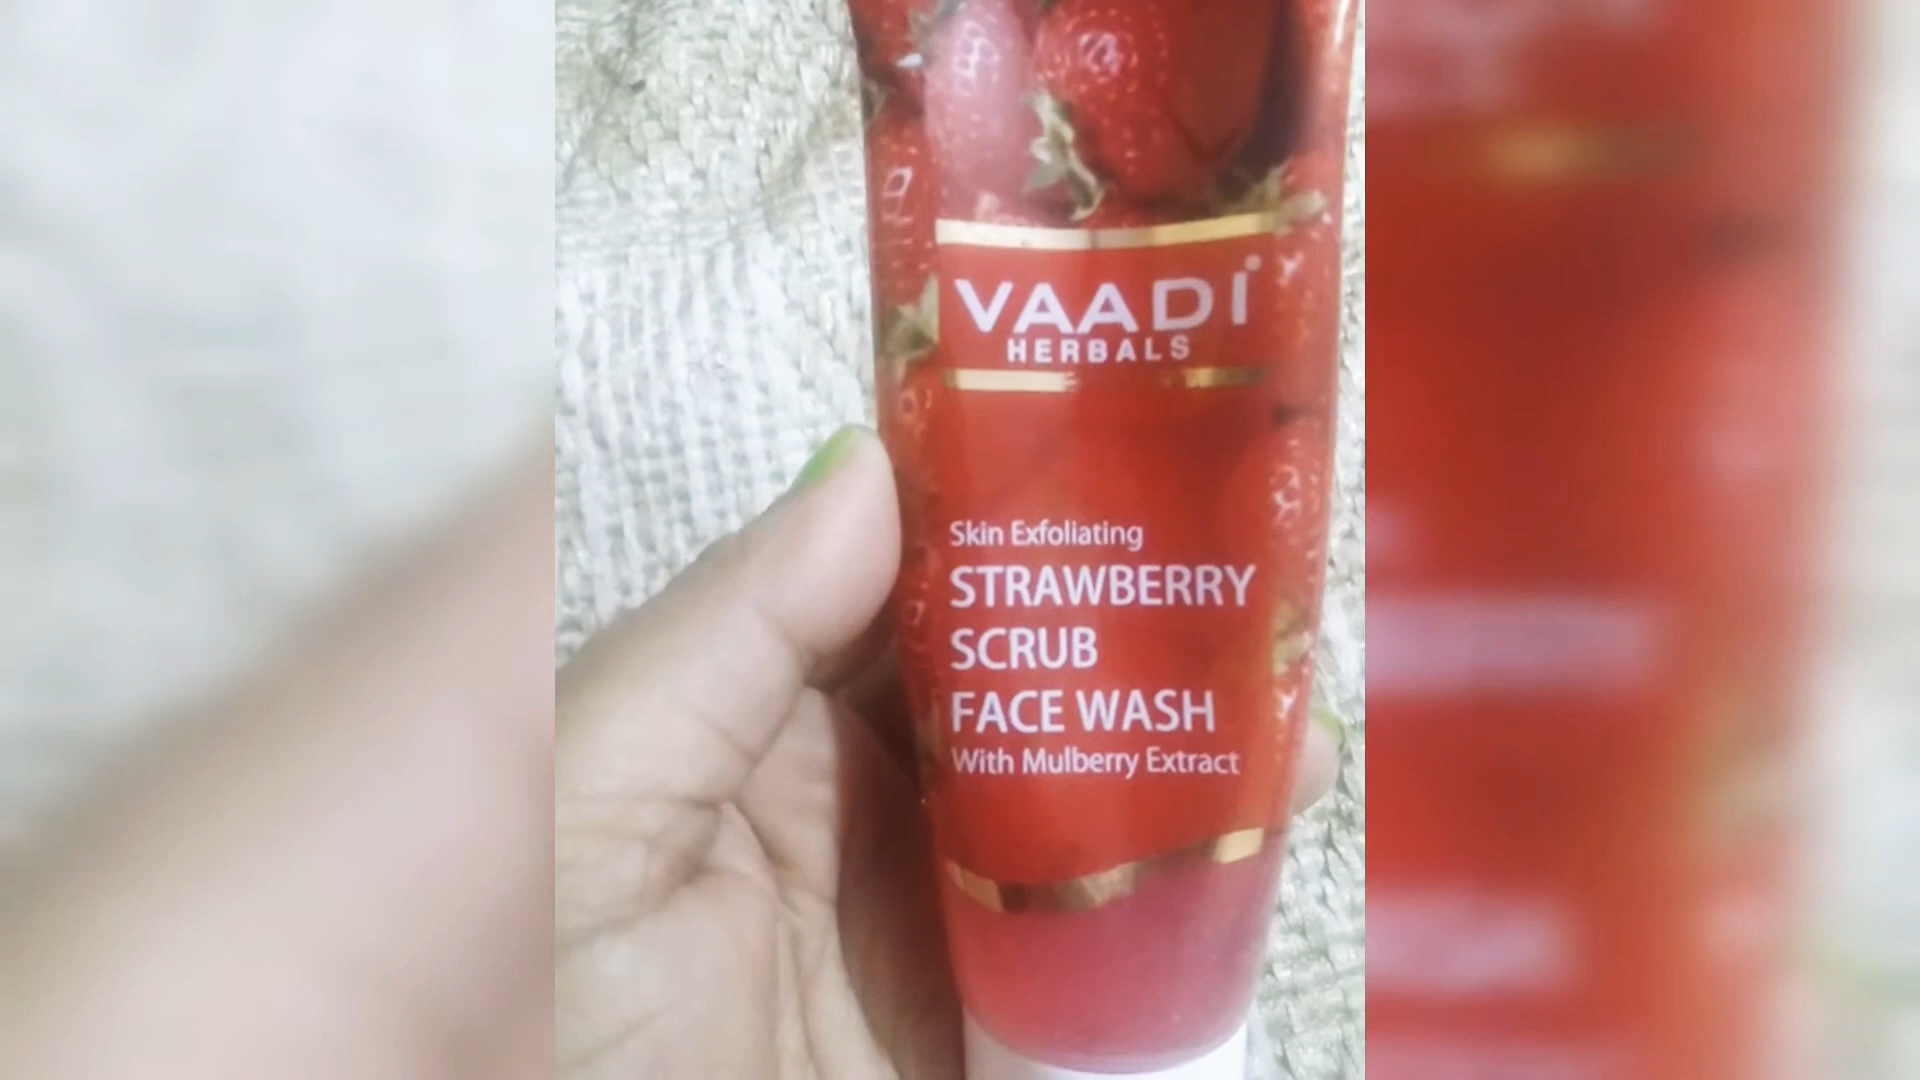 VAADI
HERBALS
Skin Exfoliating
STRAWBERRY
SCRUB
FACE WASH
With Mulberry Extract